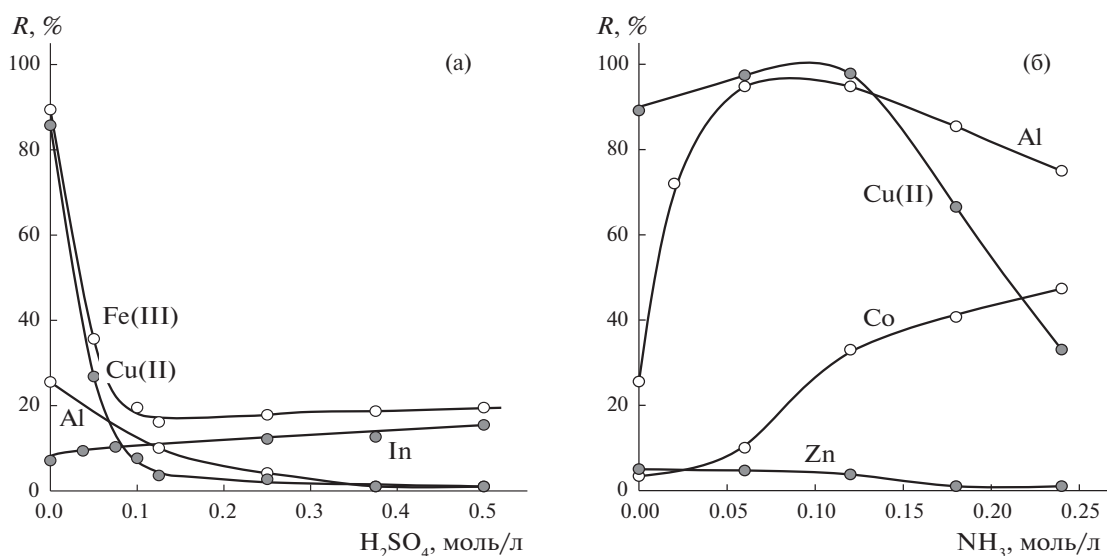 R, %
(а)
100
80
60
40
20
0
Fe(III)
Cu(II)
Al
In
0.0 0.1 0.2 0.3 0.4 0.5
H₂SO₄, моль/л
R, %
(б)
100
80
60
40
20
0
Al
Cu(II)
Co
Zn
0.00 0.05 0.10 0.15 0.20 0.25
NH₃, моль/л